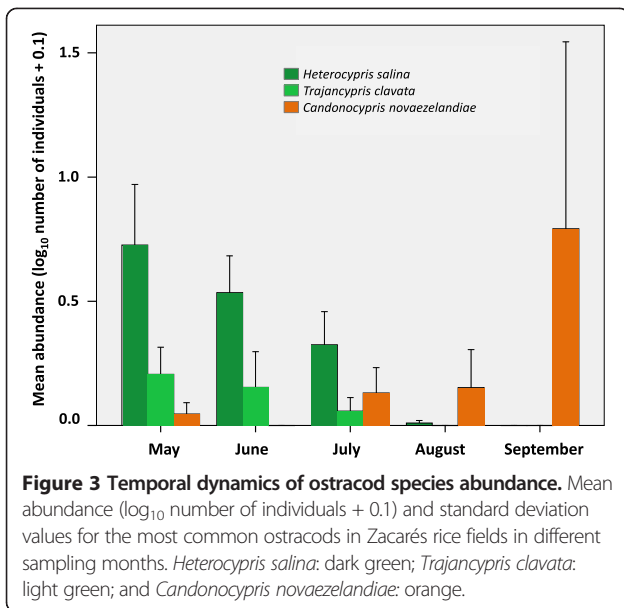 1.5
1.0
0.5
0.0
Mean abundance (log₁₀ number of individuals + 0.1)
Heterocypris salina
Trajancypris clavata
Candonocypris novaezelandiae
May June July August September
Figure 3 Temporal dynamics of ostracod species abundance. Mean
abundance (log₁₀ number of individuals + 0.1) and standard deviation
values for the most common ostracods in Zacarés rice fields in different
sampling months. Heterocypris salina: dark green; Trajancypris clavata:
light green; and Candonocypris novaezelandiae: orange.